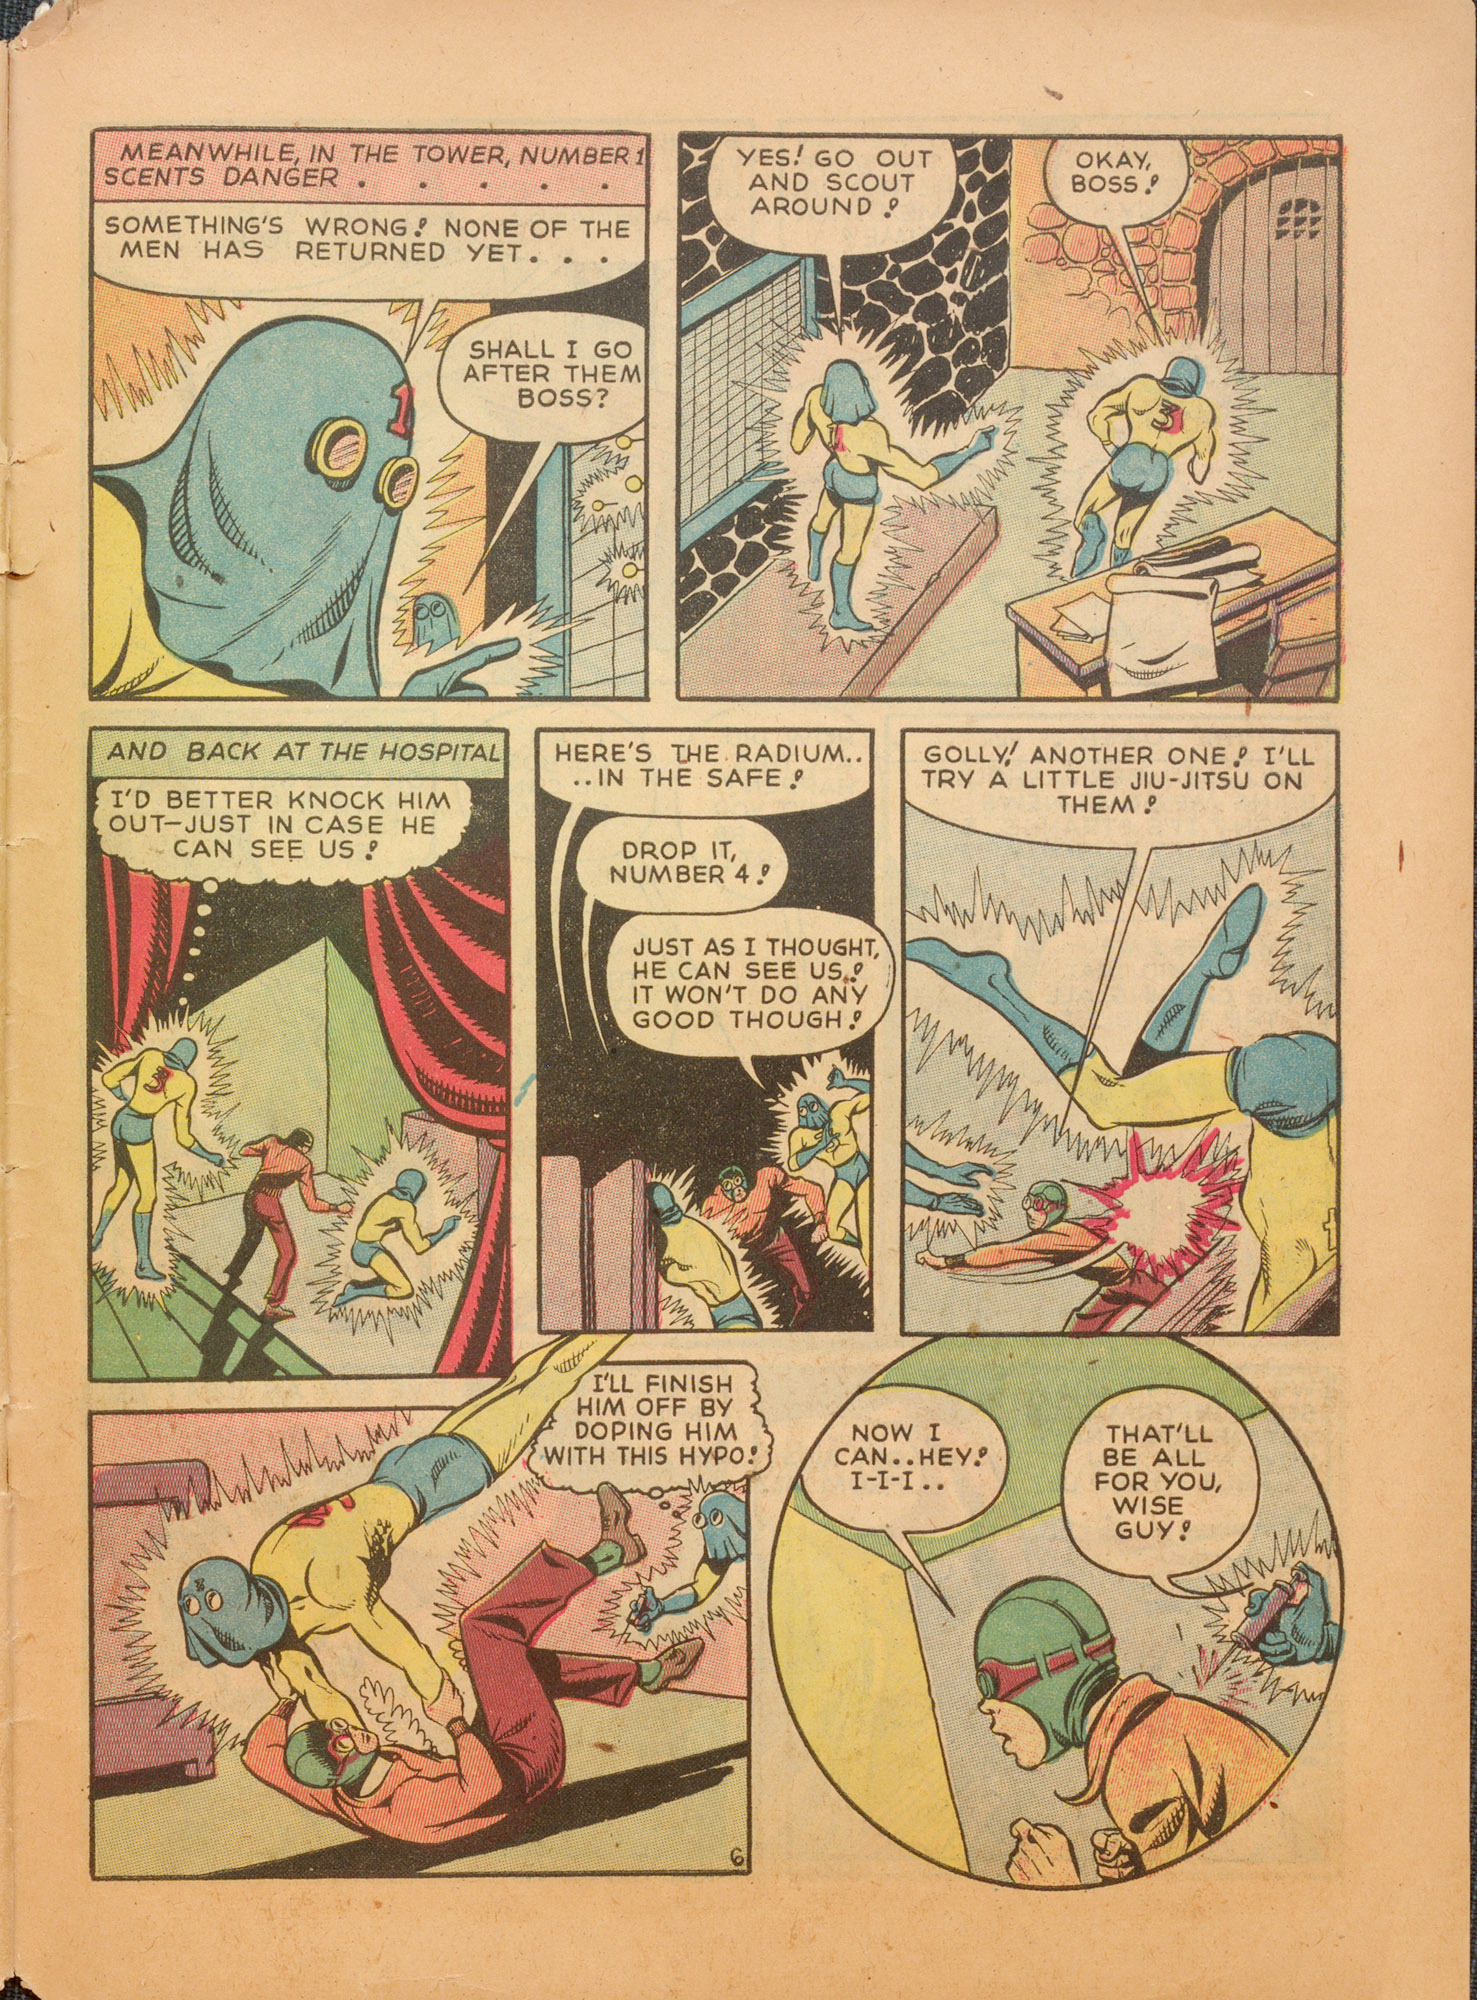 MEANWHILE, IN THE TOWER, NUMBER 1
SCENTS DANGER . . . . . .
SOMETHING'S WRONG! NONE OF THE
MEN HAS RETURNED YET. . .
SHALL I GO
AFTER THEM
BOSS?
1
YES! GO OUT
AND SCOUT
AROUND!
OKAY,
BOSS!
1
3
AND BACK AT THE HOSPITAL
I'D BETTER KNOCK HIM
OUT—JUST IN CASE HE
CAN SEE US!
3
HERE'S THE RADIUM..
..IN THE SAFE!
DROP IT,
NUMBER 4!
JUST AS I THOUGHT,
HE CAN SEE US!
IT WON'T DO ANY
GOOD THOUGH!
GOLLY! ANOTHER ONE! I'LL
TRY A LITTLE JIU-JITSU ON
THEM!
I'LL FINISH
HIM OFF BY
DOPING HIM
WITH THIS HYPO!
6
NOW I
CAN..HEY!
I-I-I..
THAT'LL
BE ALL
FOR YOU,
WISE
GUY!